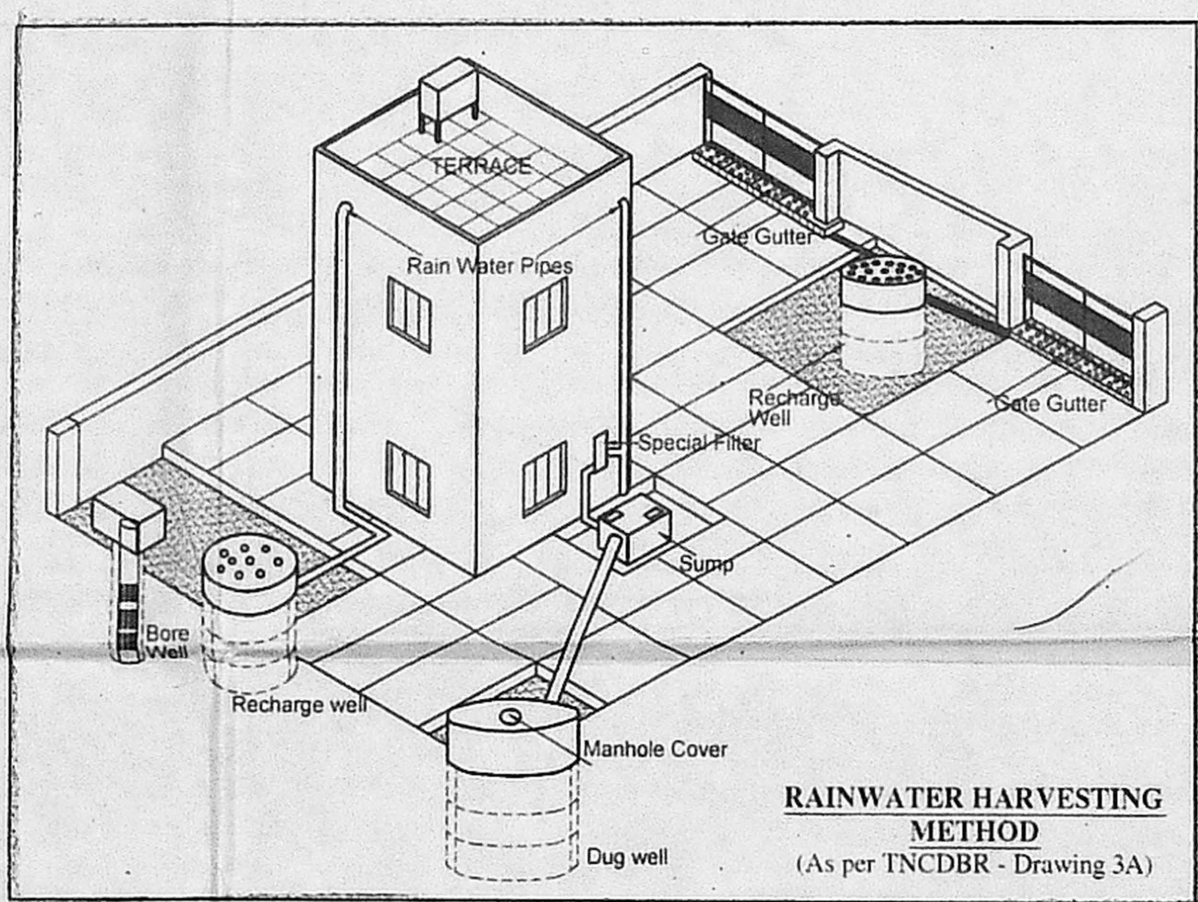 TERRACE
Gate Gutter
Rain Water Pipes
Recharge
Well
Gate Gutter
Special Filter
Sump
Bore
Well
Recharge well
Manhole Cover
Dug well
RAINWATER HARVESTING
METHOD
(As per TNCDBR - Drawing 3A)